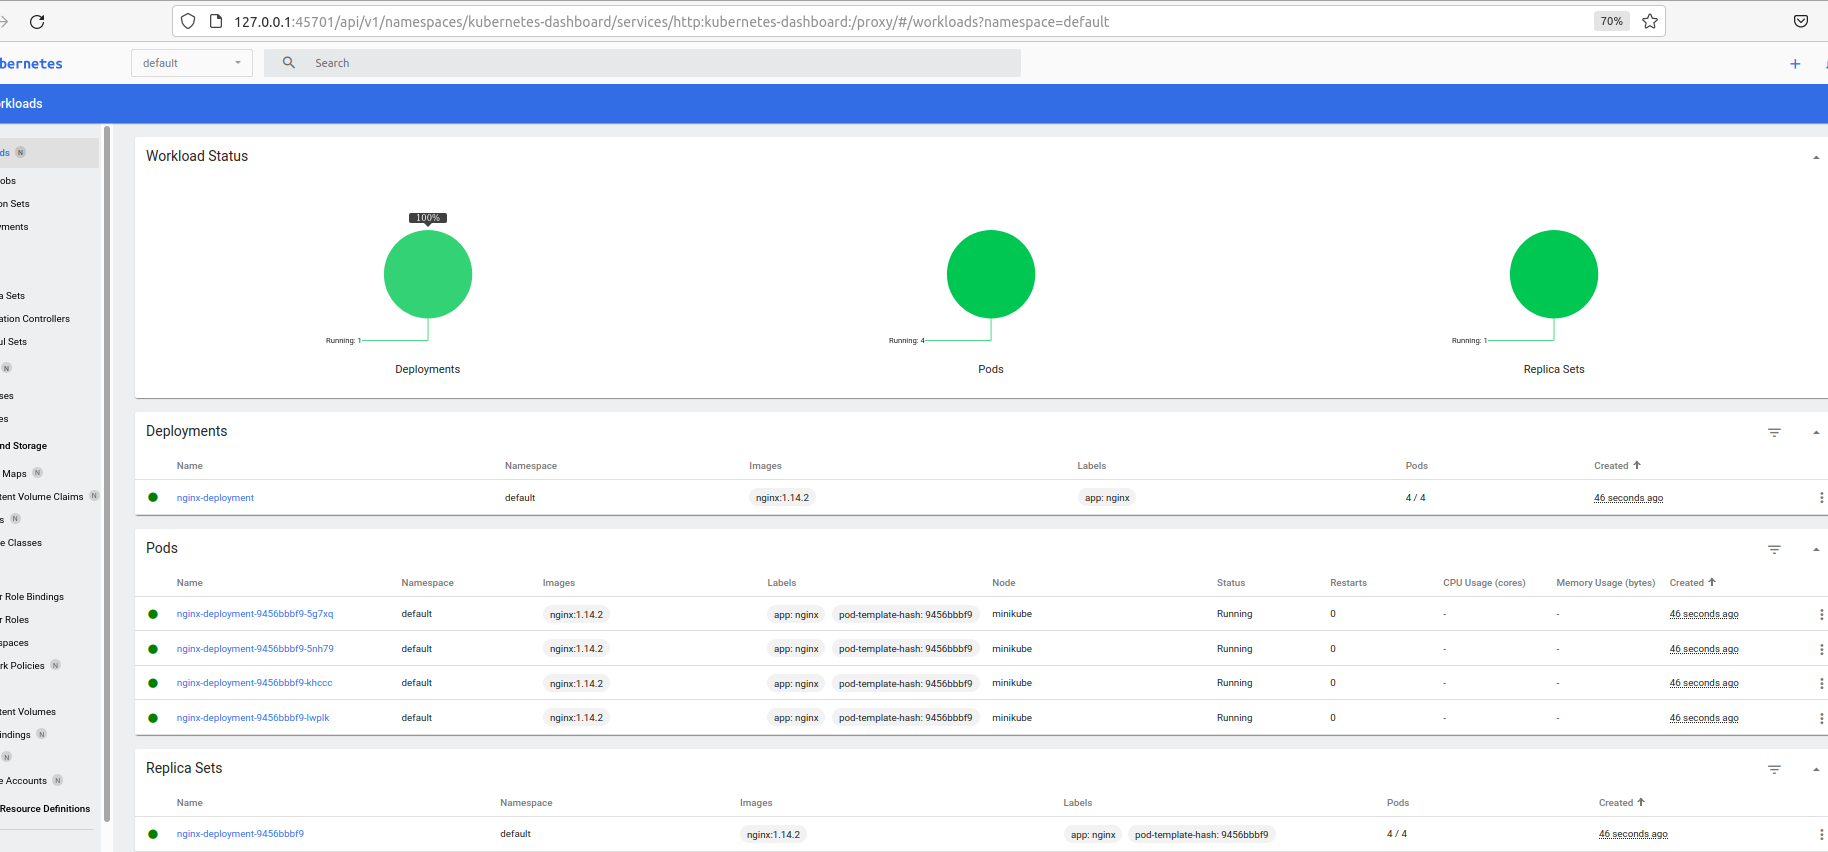 127.0.0.1:45701/api/v1/namespaces/kubernetes-dashboard/services/http:kubernetes-dashboard:/proxy/#/workloads?namespace=default 70%
bernetes default Search
rkloads
ds N
obs
on Sets
yments
a Sets
ation Controllers
ul Sets
N
ses
es
nd Storage
Maps N
tent Volume Claims N
s N
e Classes
r Role Bindings
r Roles
spaces
rk Policies N
tent Volumes
indings N
N
e Accounts N
Resource Definitions
Workload Status
100%
Running: 1
Deployments
Running: 4
Pods
Running: 1
Replica Sets
Deployments
Name Namespace Images Labels Pods Created
nginx-deployment default nginx:1.14.2 app: nginx 4 / 4 46 seconds ago
Pods
Name Namespace Images Labels Node Status Restarts CPU Usage (cores) Memory Usage (bytes) Created
nginx-deployment-9456bbbf9-5g7xq default nginx:1.14.2 app: nginx pod-template-hash: 9456bbbf9 minikube Running 0 - - 46 seconds ago
nginx-deployment-9456bbbf9-5nh79 default nginx:1.14.2 app: nginx pod-template-hash: 9456bbbf9 minikube Running 0 - - 46 seconds ago
nginx-deployment-9456bbbf9-khccc default nginx:1.14.2 app: nginx pod-template-hash: 9456bbbf9 minikube Running 0 - - 46 seconds ago
nginx-deployment-9456bbbf9-lwplk default nginx:1.14.2 app: nginx pod-template-hash: 9456bbbf9 minikube Running 0 - - 46 seconds ago
Replica Sets
Name Namespace Images Labels Pods Created
nginx-deployment-9456bbbf9 default nginx:1.14.2 app: nginx pod-template-hash: 9456bbbf9 4 / 4 46 seconds ago